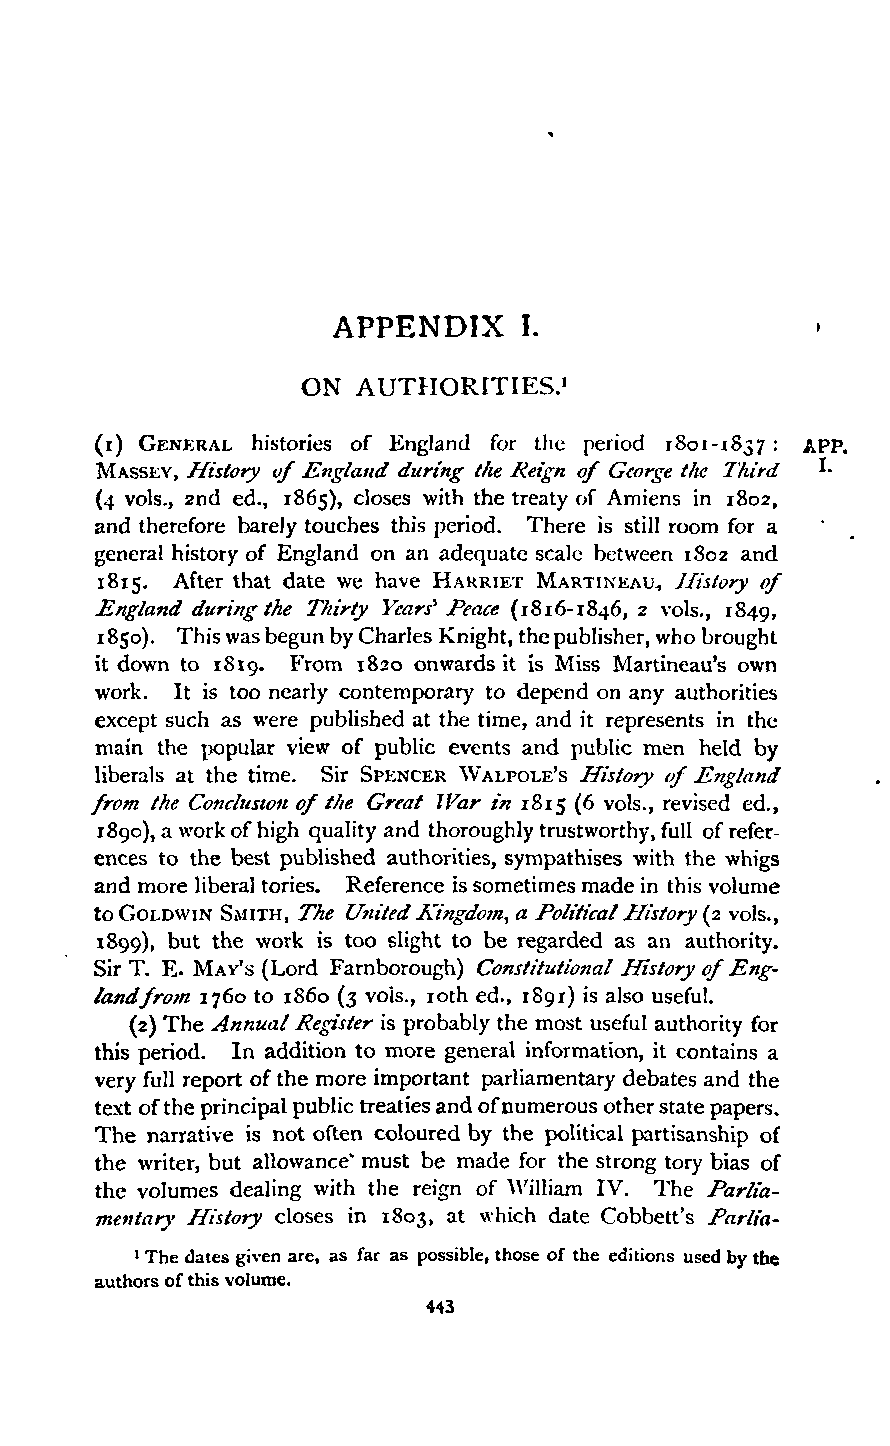 APPENDIX I.
ON AUTHORITIES.¹
(1) GENERAL histories of England for the period 1801-1837: APP. I.
MASSEY, History of England during the Reign of George the Third
(4 vols., 2nd ed., 1865), closes with the treaty of Amiens in 1802,
and therefore barely touches this period. There is still room for a
general history of England on an adequate scale between 1802 and
1815. After that date we have HARRIET MARTINEAU, History of
England during the Thirty Years' Peace (1816-1846, 2 vols., 1849,
1850). This was begun by Charles Knight, the publisher, who brought
it down to 1819. From 1820 onwards it is Miss Martineau's own
work. It is too nearly contemporary to depend on any authorities
except such as were published at the time, and it represents in the
main the popular view of public events and public men held by
liberals at the time. Sir SPENCER WALPOLE'S History of England
from the Conclusion of the Great War in 1815 (6 vols., revised ed.,
1890), a work of high quality and thoroughly trustworthy, full of refer-
ences to the best published authorities, sympathises with the whigs
and more liberal tories. Reference is sometimes made in this volume
to GOLDWIN SMITH, The United Kingdom, a Political History (2 vols.,
1899), but the work is too slight to be regarded as an authority.
Sir T. E. MAY'S (Lord Farnborough) Constitutional History of Eng-
land from 1760 to 1860 (3 vols., 10th ed., 1891) is also useful.
(2) The Annual Register is probably the most useful authority for
this period. In addition to more general information, it contains a
very full report of the more important parliamentary debates and the
text of the principal public treaties and of numerous other state papers.
The narrative is not often coloured by the political partisanship of
the writer, but allowance must be made for the strong tory bias of
the volumes dealing with the reign of William IV. The Parlia-
mentary History closes in 1803, at which date Cobbett's Parlia-
¹ The dates given are, as far as possible, those of the editions used by the
authors of this volume.
443